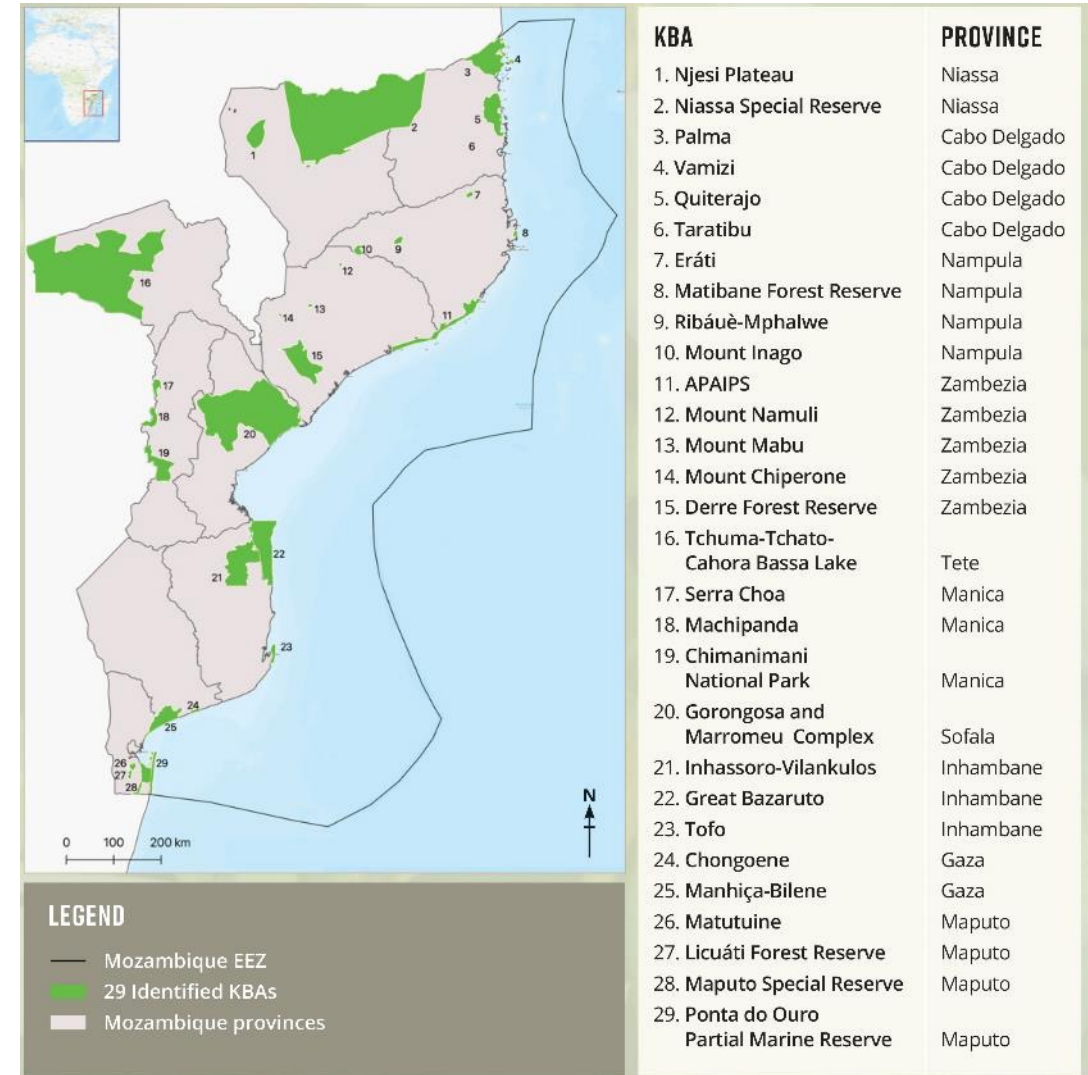 1
2
3
4
5
6
7
8
9
10
11
12
13
14
15
16
17
18
19
20
21
22
23
24
25
26
27
28
29
N
0 100 200 km
LEGEND
Mozambique EEZ
29 Identified KBAs
Mozambique provinces
KBA PROVINCE
1. Njesi Plateau Niassa
2. Niassa Special Reserve Niassa
3. Palma Cabo Delgado
4. Vamizi Cabo Delgado
5. Quiterajo Cabo Delgado
6. Taratibu Cabo Delgado
7. Eráti Nampula
8. Matibane Forest Reserve Nampula
9. Ribáuè-Mphalwe Nampula
10. Mount Inago Nampula
11. APAIPS Zambezia
12. Mount Namuli Zambezia
13. Mount Mabu Zambezia
14. Mount Chiperone Zambezia
15. Derre Forest Reserve Zambezia
16. Tchuma-Tchato-
Cahora Bassa Lake Tete
17. Serra Choa Manica
18. Machipanda Manica
19. Chimanimani
National Park Manica
20. Gorongosa and
Marromeu Complex Sofala
21. Inhassoro-Vilankulos Inhambane
22. Great Bazaruto Inhambane
23. Tofo Inhambane
24. Chongoene Gaza
25. Manhiça-Bilene Gaza
26. Matutuine Maputo
27. Licuáti Forest Reserve Maputo
28. Maputo Special Reserve Maputo
29. Ponta do Ouro
Partial Marine Reserve Maputo